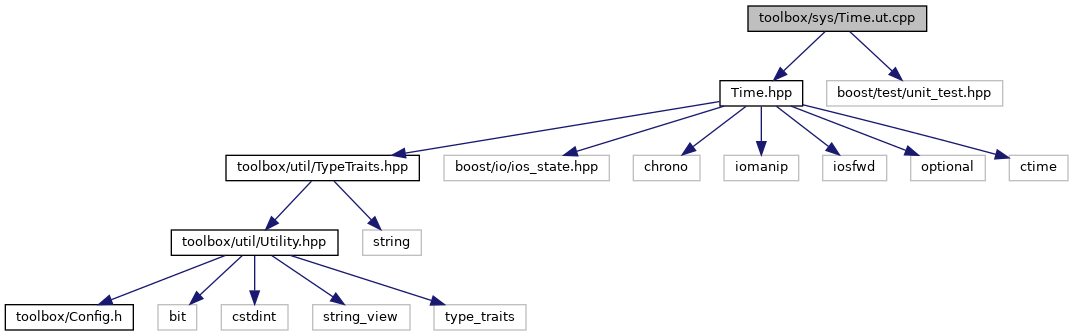 toolbox/sys/Time.ut.cpp
Time.hpp
boost/test/unit_test.hpp
toolbox/util/TypeTraits.hpp
boost/io/ios_state.hpp
chrono
iomanip
iosfwd
optional
ctime
toolbox/util/Utility.hpp
string
toolbox/Config.h
bit
cstdint
string_view
type_traits